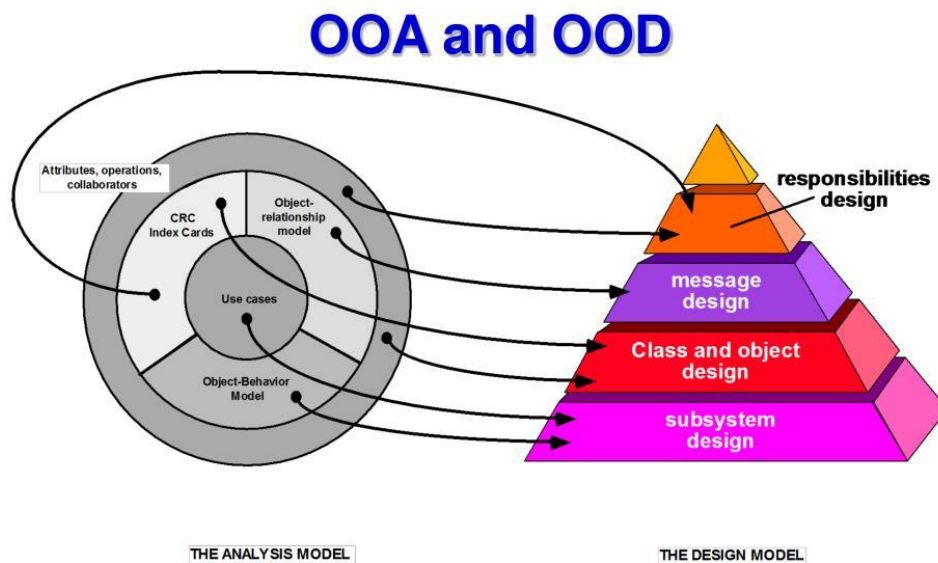 OOA and OOD
Attributes, operations,
collaborators
CRC
Index Cards
Object-
relationship
model
Use cases
Object-Behavior
Model
responsibilities
design
message
design
Class and object
design
subsystem
design
THE ANALYSIS MODEL
THE DESIGN MODEL